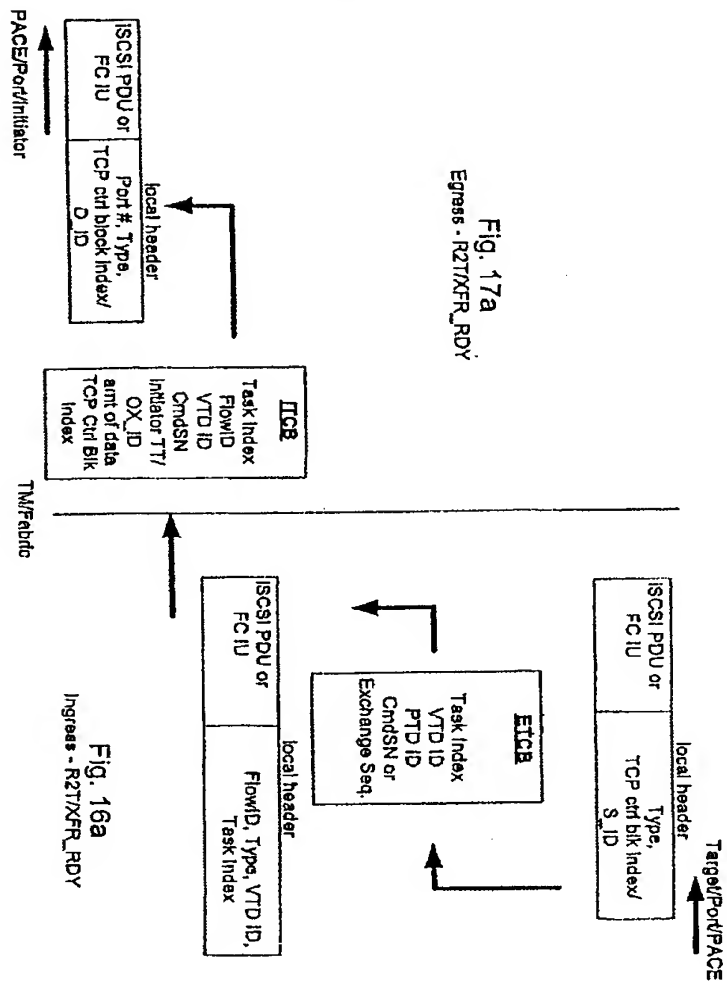 Target/Port/PACE
local header
iSCSI PDU or
FC IU
Type,
TCP ctrl blk Index/
S_ID
ETCB
Task Index
VTD ID
PTD ID
CmdSN or
Exchange Seq.
local header
iSCSI PDU or
FC IU
FlowID, Type, VTD ID,
Task Index
Fig. 16a
Ingress - R2T/XFR_RDY
TM/Fabric
ITCB
Task Index
FlowID
VTD ID
CmdSN
Initiator TT/
OX_ID
amt of data
TCP Ctrl Blk
Index
local header
iSCSI PDU or
FC IU
Port #, Type,
TCP ctrl block Index/
D_ID
PACE/Port/Initiator
Fig. 17a
Egress - R2T/XFR_RDY